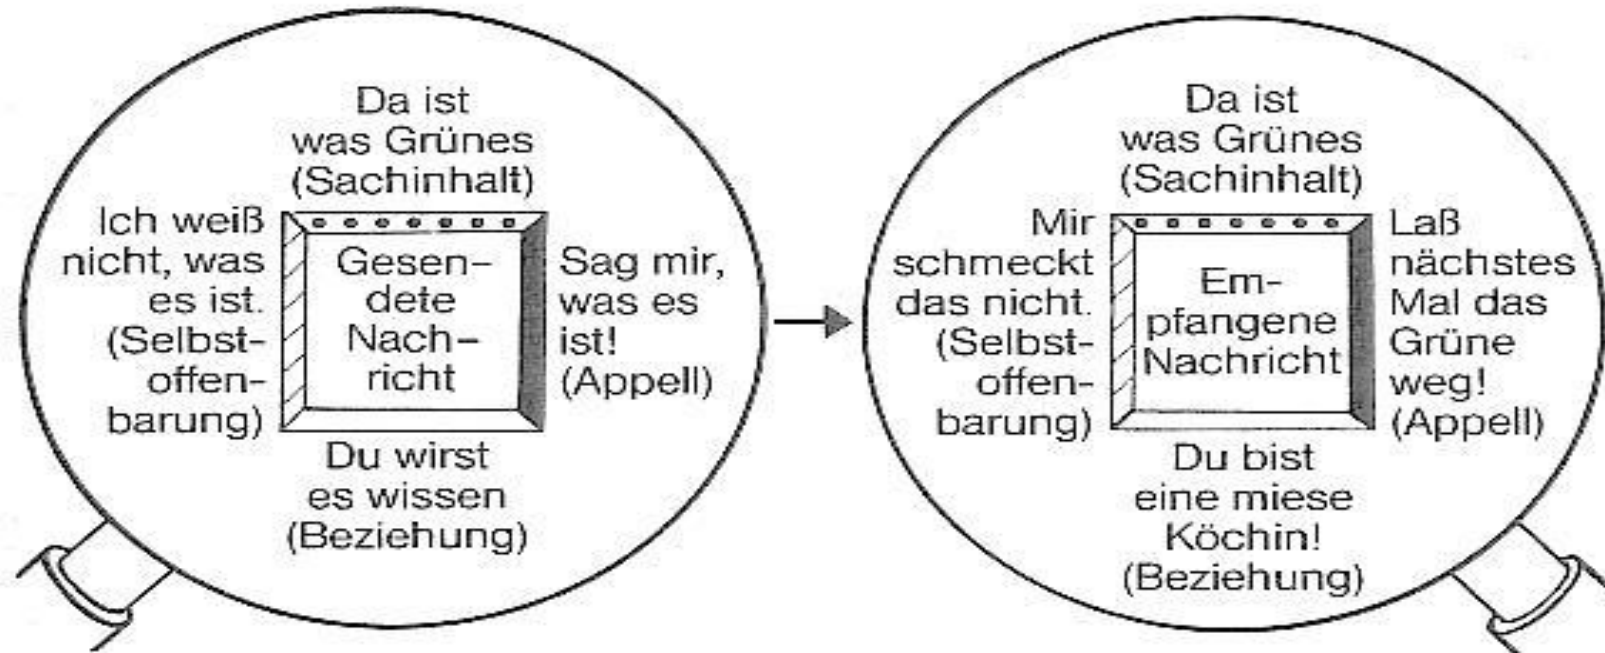 Da ist
was Grünes
(Sachinhalt)
Ich weiß
nicht, was
es ist.
(Selbst-
offen-
barung)
Gesen-
dete
Nach-
richt
Sag mir,
was es
ist!
(Appell)
Du wirst
es wissen
(Beziehung)
Da ist
was Grünes
(Sachinhalt)
Mir
schmeckt
das nicht.
(Selbst-
offen-
barung)
Em-
pfangene
Nachricht
Laß
nächstes
Mal das
Grüne
weg!
(Appell)
Du bist
eine miese
Köchin!
(Beziehung)